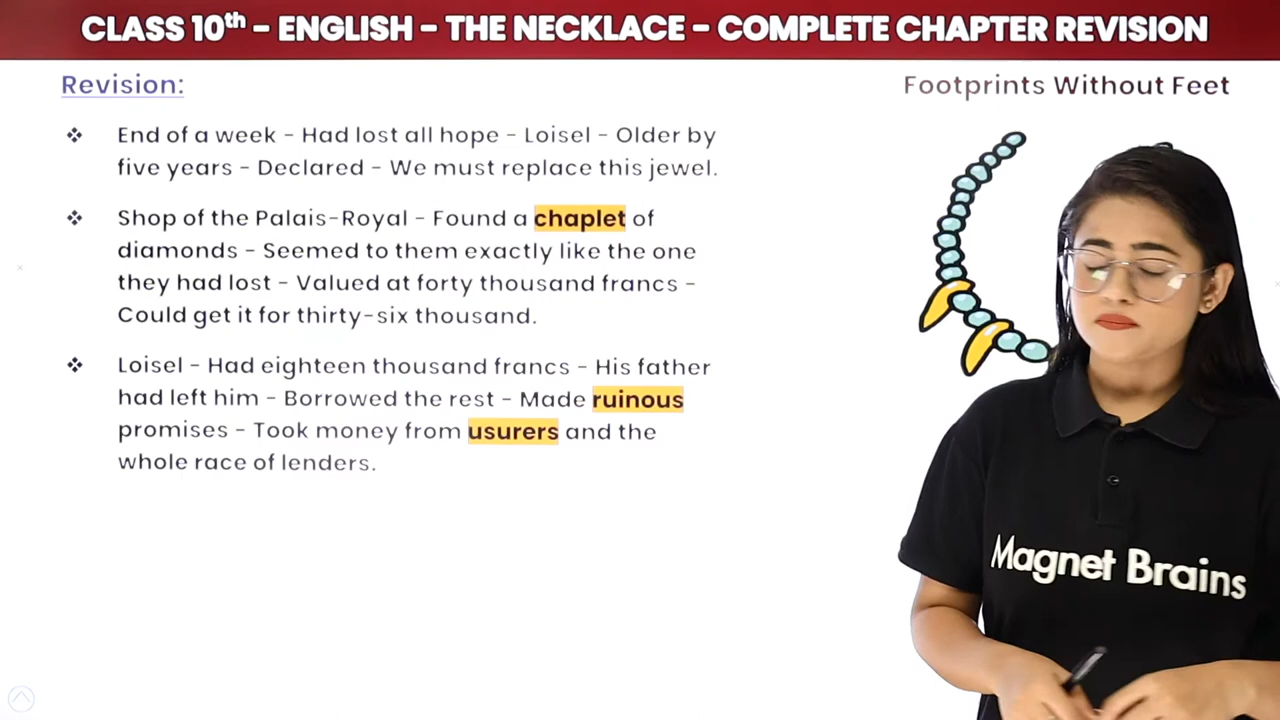 CLASS 10th - ENGLISH - THE NECKLACE - COMPLETE CHAPTER REVISION
Revision:
Footprints Without Feet
❖ End of a week - Had lost all hope - Loisel - Older by
five years - Declared - We must replace this jewel.
❖ Shop of the Palais-Royal - Found a chaplet of
diamonds - Seemed to them exactly like the one
they had lost - Valued at forty thousand francs -
Could get it for thirty-six thousand.
❖ Loisel - Had eighteen thousand francs - His father
had left him - Borrowed the rest - Made ruinous
promises - Took money from usurers and the
whole race of lenders.
Magnet Brains